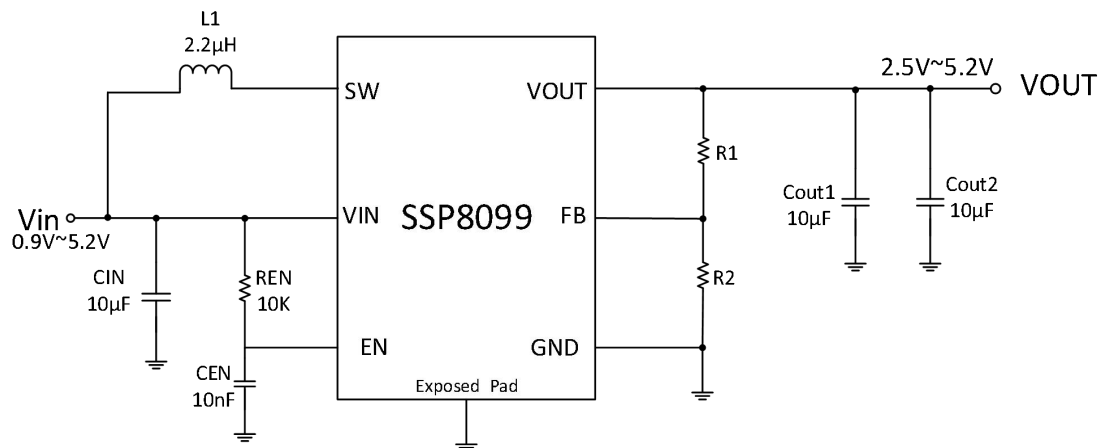 L1
2.2μH
SW
VOUT
2.5V~5.2V
VOUT
R1
Cout1
10μF
Cout2
10μF
Vin
0.9V~5.2V
VIN
SSP8099
FB
CIN
10μF
REN
10K
R2
EN
GND
CEN
10nF
Exposed Pad